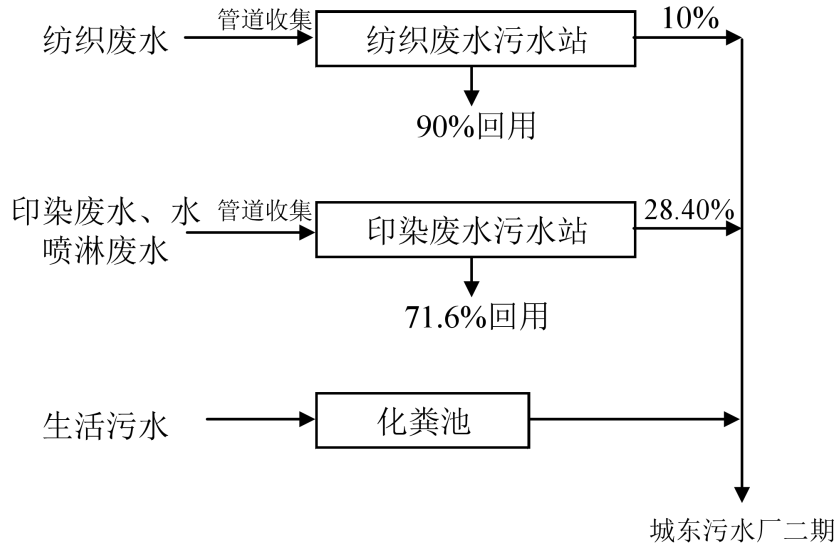 纺织废水
管道收集
纺织废水污水站
10%
90%回用
印染废水、水
喷淋废水
管道收集
印染废水污水站
28.40%
71.6%回用
生活污水
化粪池
城东污水厂二期